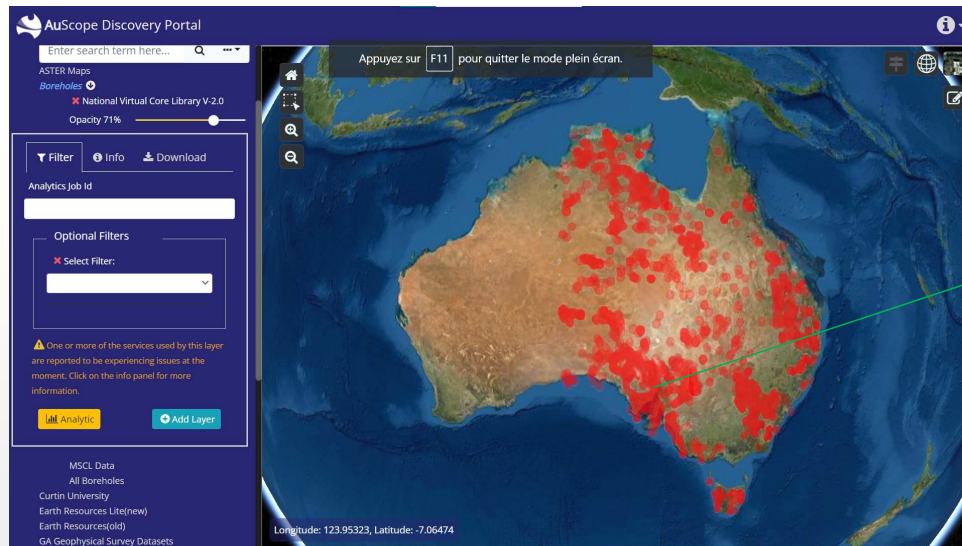 AuScope Discovery Portal
Enter search term here...
ASTER Maps
Boreholes
National Virtual Core Library V-2.0
Opacity 71%
Filter Info Download
Analytics Job Id
Optional Filters
Select Filter:
One or more of the services used by this layer
are reported to be experiencing issues at the
moment. Click on the info panel for more
information.
Analytic Add Layer
MSCL Data
All Boreholes
Curtin University
Earth Resources Lite(new)
Earth Resources(old)
GA Geophysical Survey Datasets
Appuyez sur F11 pour quitter le mode plein écran.
Longitude: 123.95323, Latitude: -7.06474